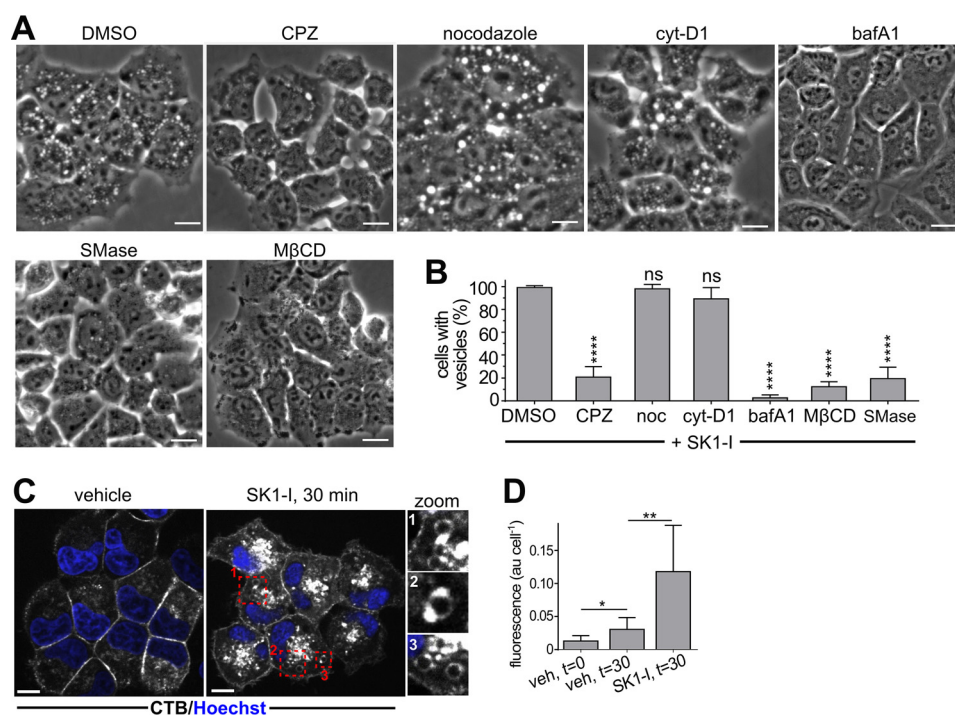 A
DMSO
CPZ
nocodazole
cyt-D1
bafA1
SMase
MβCD
B
cells with
vesicles (%)
100
80
60
40
20
0
ns
ns
****
****
****
****
DMSO
CPZ
noc
cyt-D1
bafA1
MβCD
SMase
+ SK1-I
C
vehicle
SK1-I, 30 min
zoom
1
2
3
1
2
3
CTB/Hoechst
D
fluorescence (au cell-1)
0.15
0.10
0.05
0
*
**
veh, t=0
veh, t=30
SK1-I, t=30